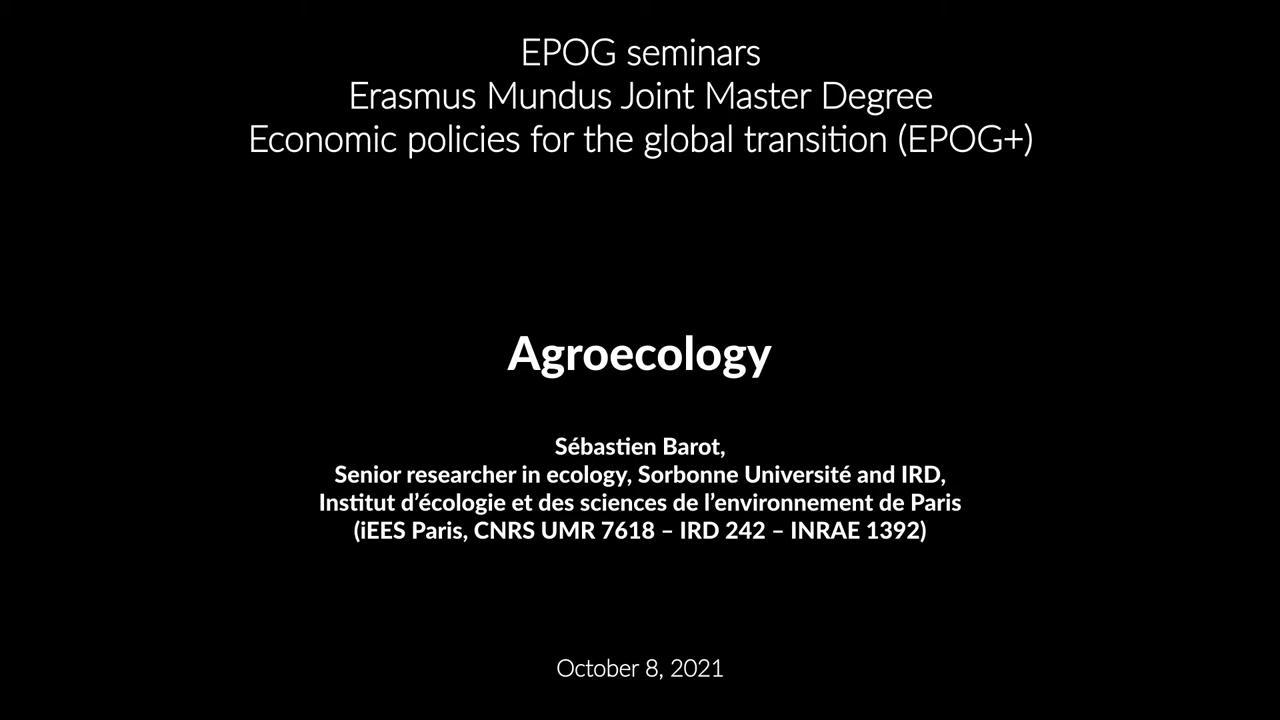 EPOG seminars
Erasmus Mundus Joint Master Degree
Economic policies for the global transition (EPOG+)
Agroecology
Sébastien Barot,
Senior researcher in ecology, Sorbonne Université and IRD,
Institut d’écologie et des sciences de l’environnement de Paris
(iEES Paris, CNRS UMR 7618 – IRD 242 – INRAE 1392)
October 8, 2021